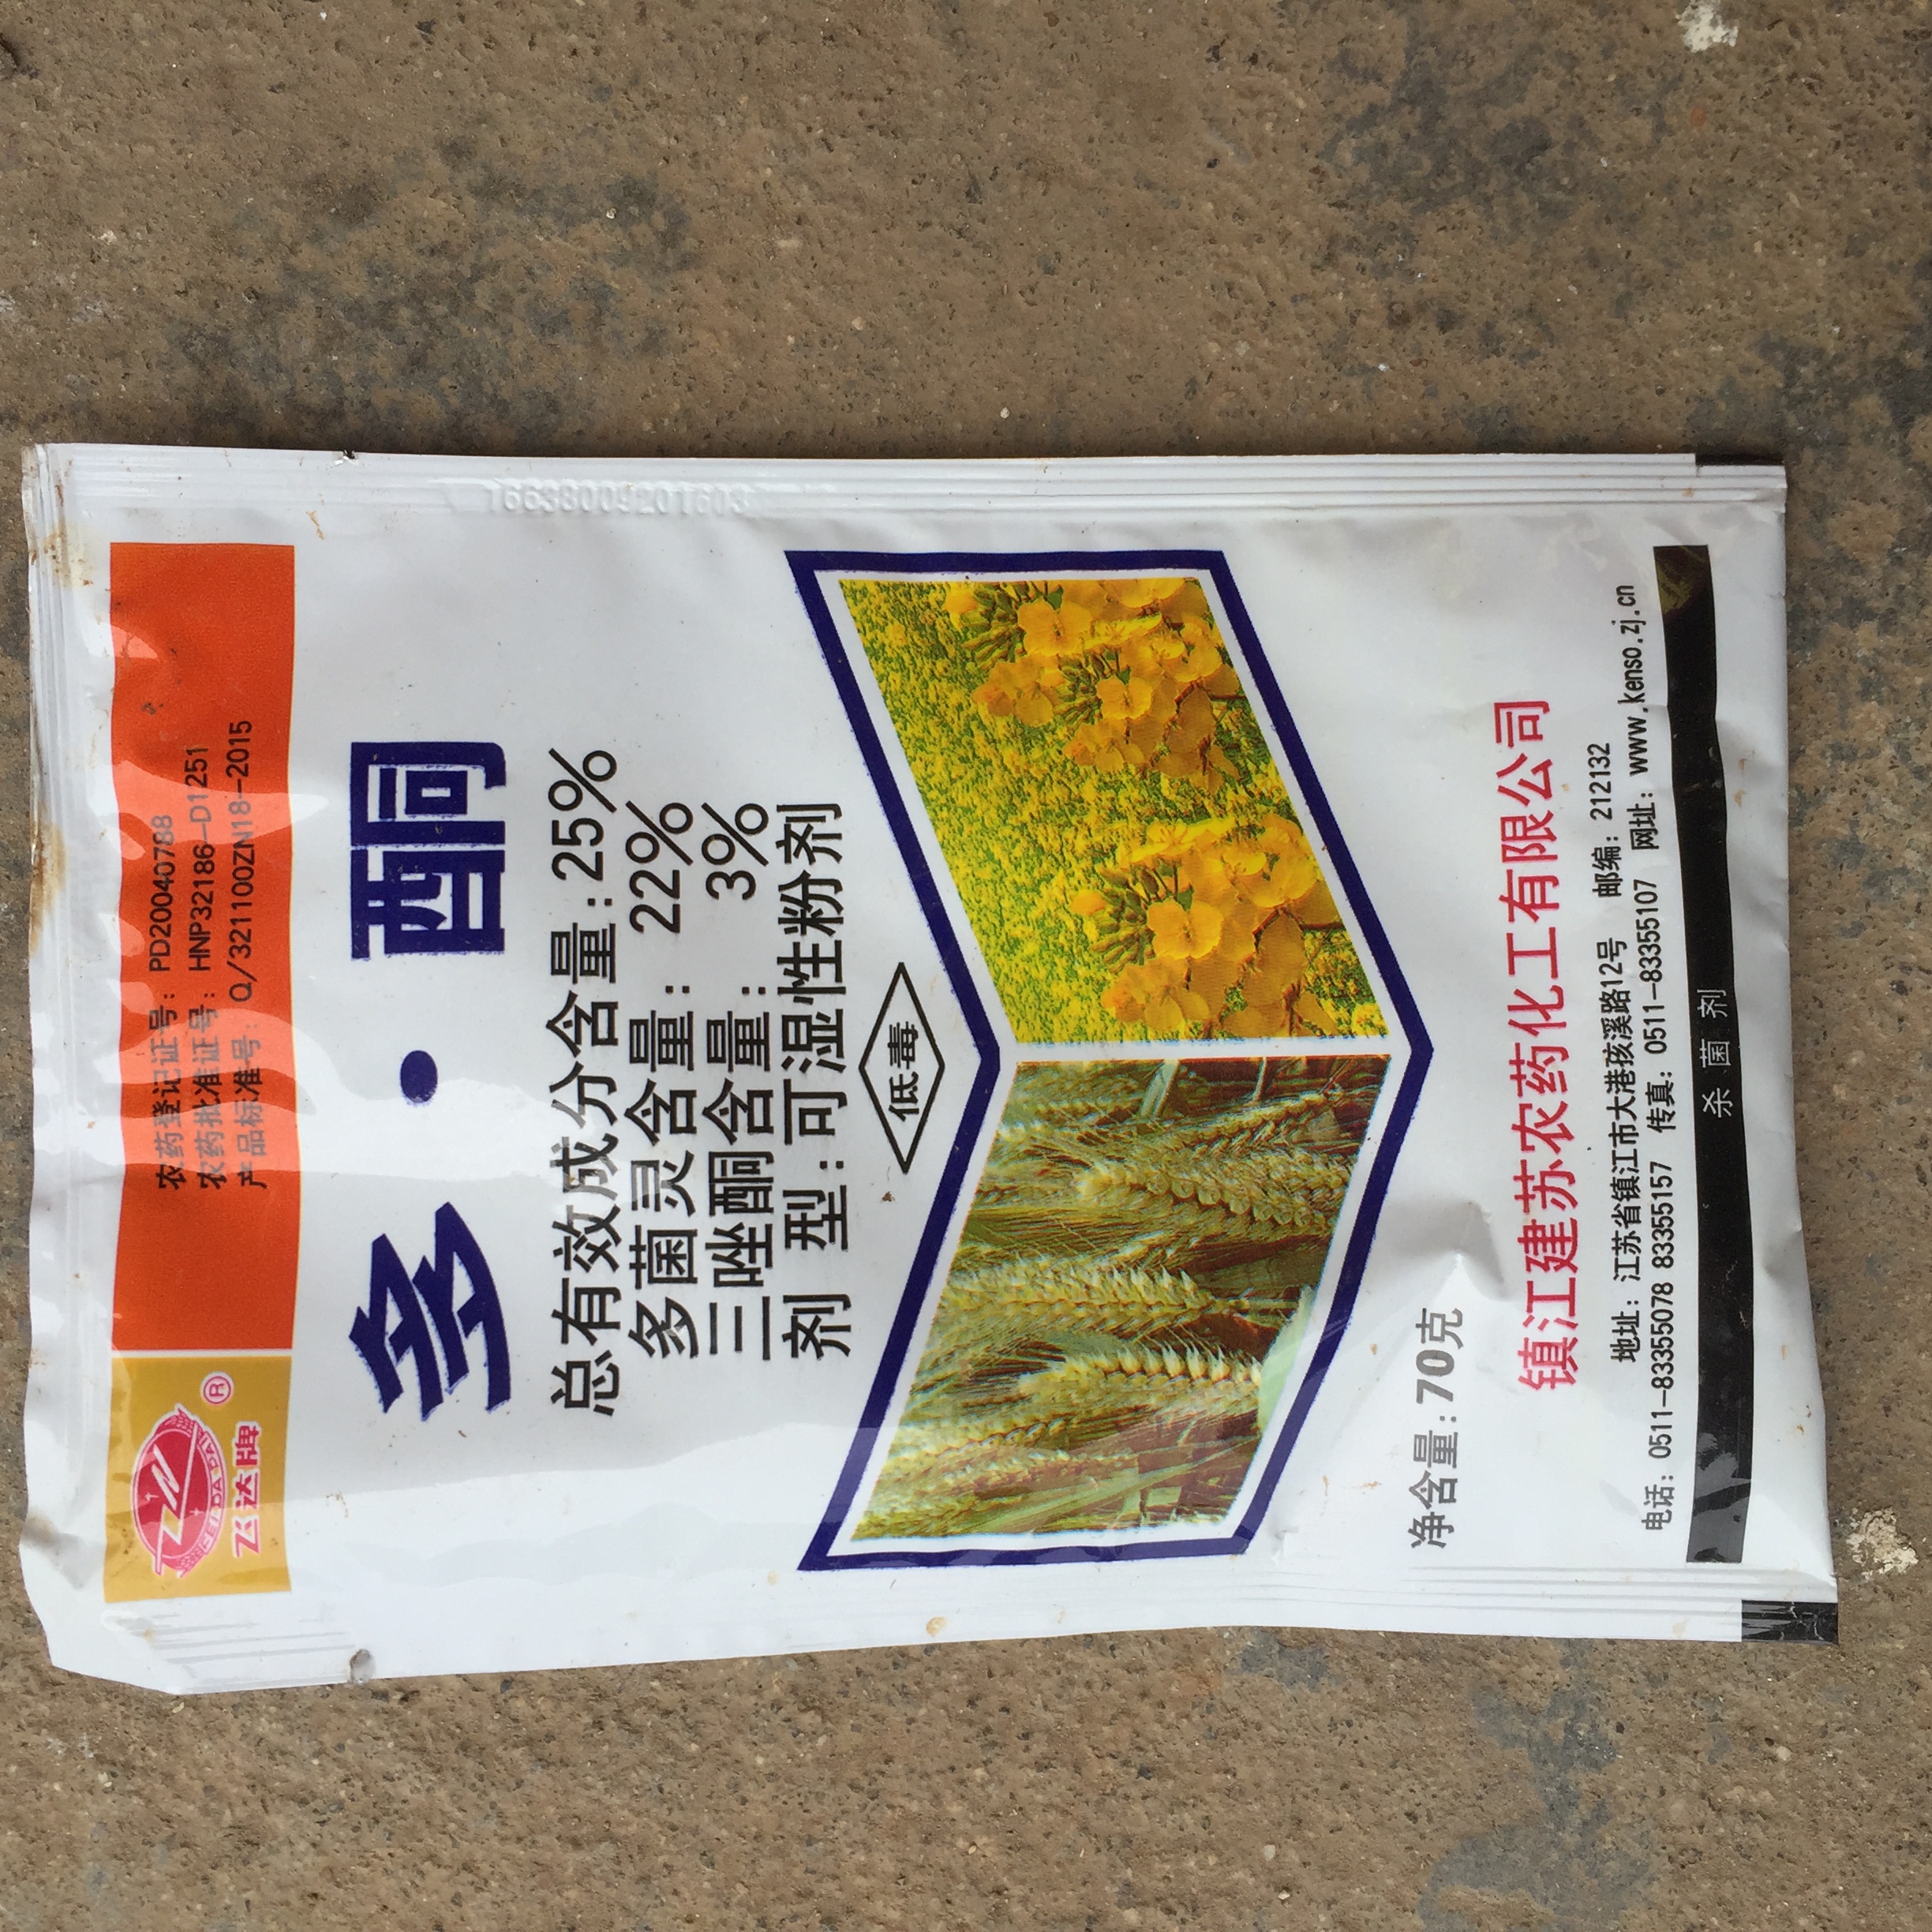 FEI DA PAI
飞达牌®
农药登记证号：PD20040788
农药批准证号：HNP32186-D1251
产品标准号：Q/321100ZN18-2015
多·酮
总有效成分含量：25%
多菌灵含量：22%
三唑酮含量：3%
剂 型：可湿性粉剂
低毒
净含量：70克
镇江建苏农药化工有限公司
地址：江苏省镇江市大港孩溪路12号 邮编：212132
电话：0511-83355078 83355157 传真：0511-83355107 网址：www.kenso.zj.cn
杀菌剂